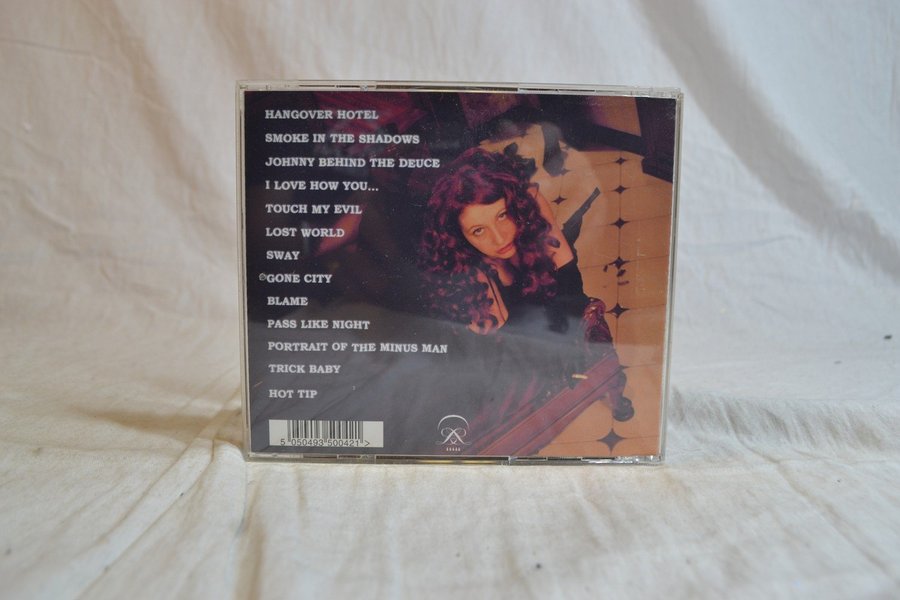 HANGOVER HOTEL
SMOKE IN THE SHADOWS
JOHNNY BEHIND THE DEUCE
I LOVE HOW YOU...
TOUCH MY EVIL
LOST WORLD
SWAY
GONE CITY
BLAME
PASS LIKE NIGHT
PORTRAIT OF THE MINUS MAN
TRICK BABY
HOT TIP
5 050493 500421 >